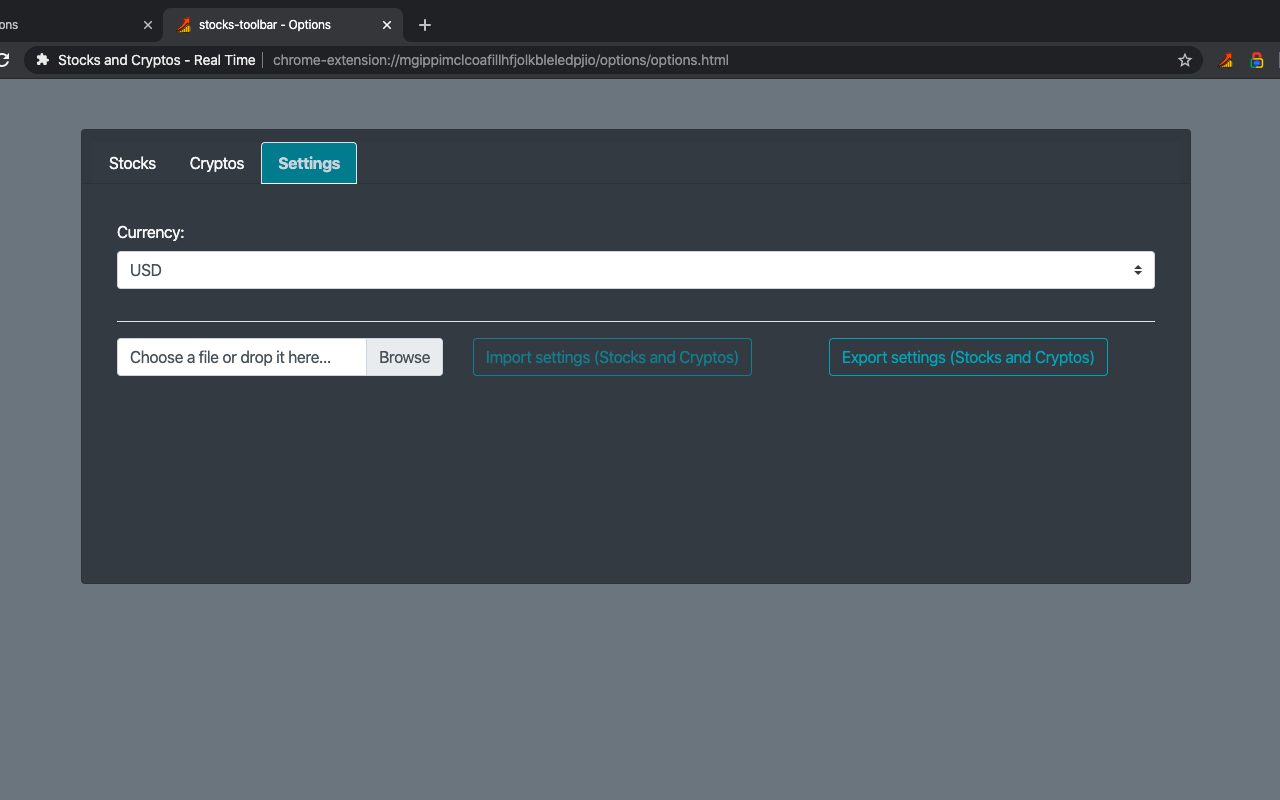 ons
stocks-toolbar - Options
Stocks and Cryptos - Real Time | chrome-extension://mgippimclcoafillhfjolkbleledpjio/options/options.html
Stocks Cryptos Settings
Currency:
USD
Choose a file or drop it here... Browse Import settings (Stocks and Cryptos) Export settings (Stocks and Cryptos)